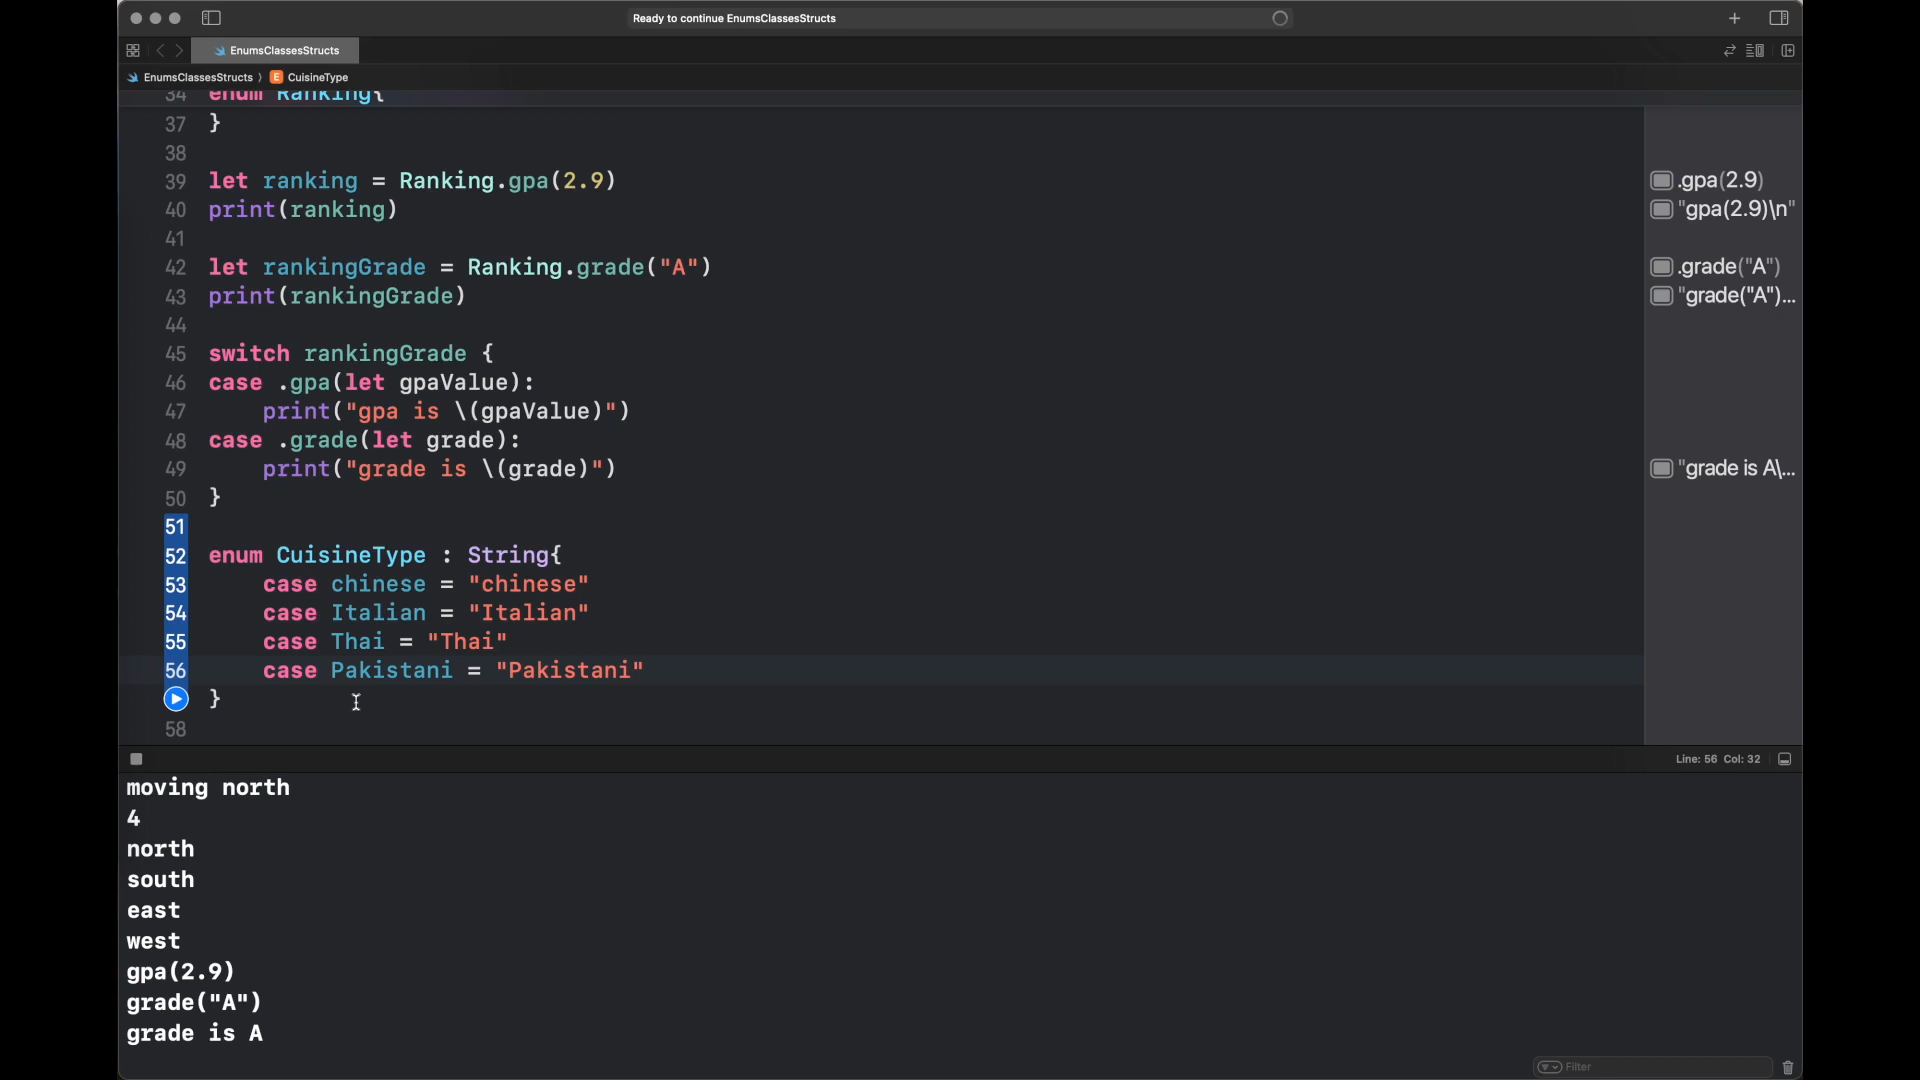 Ready to continue EnumsClassesStructs
EnumsClassesStructs
EnumsClassesStructs 〉 E CuisineType
34 enum Ranking{
37 }
38
39 let ranking = Ranking.gpa(2.9)
.gpa(2.9)
40 print(ranking)
"gpa(2.9)\n"
41
42 let rankingGrade = Ranking.grade("A")
.grade("A")
43 print(rankingGrade)
"grade("A")...
44
45 switch rankingGrade {
46 case .gpa(let gpaValue):
47     print("gpa is \(gpaValue)")
48 case .grade(let grade):
49     print("grade is \(grade)")
"grade is A\...
50 }
51
52 enum CuisineType : String{
53     case chinese = "chinese"
54     case Italian = "Italian"
55     case Thai = "Thai"
56     case Pakistani = "Pakistani"
}
58
Line: 56 Col: 32
moving north
4
north
south
east
west
gpa(2.9)
grade("A")
grade is A
Filter